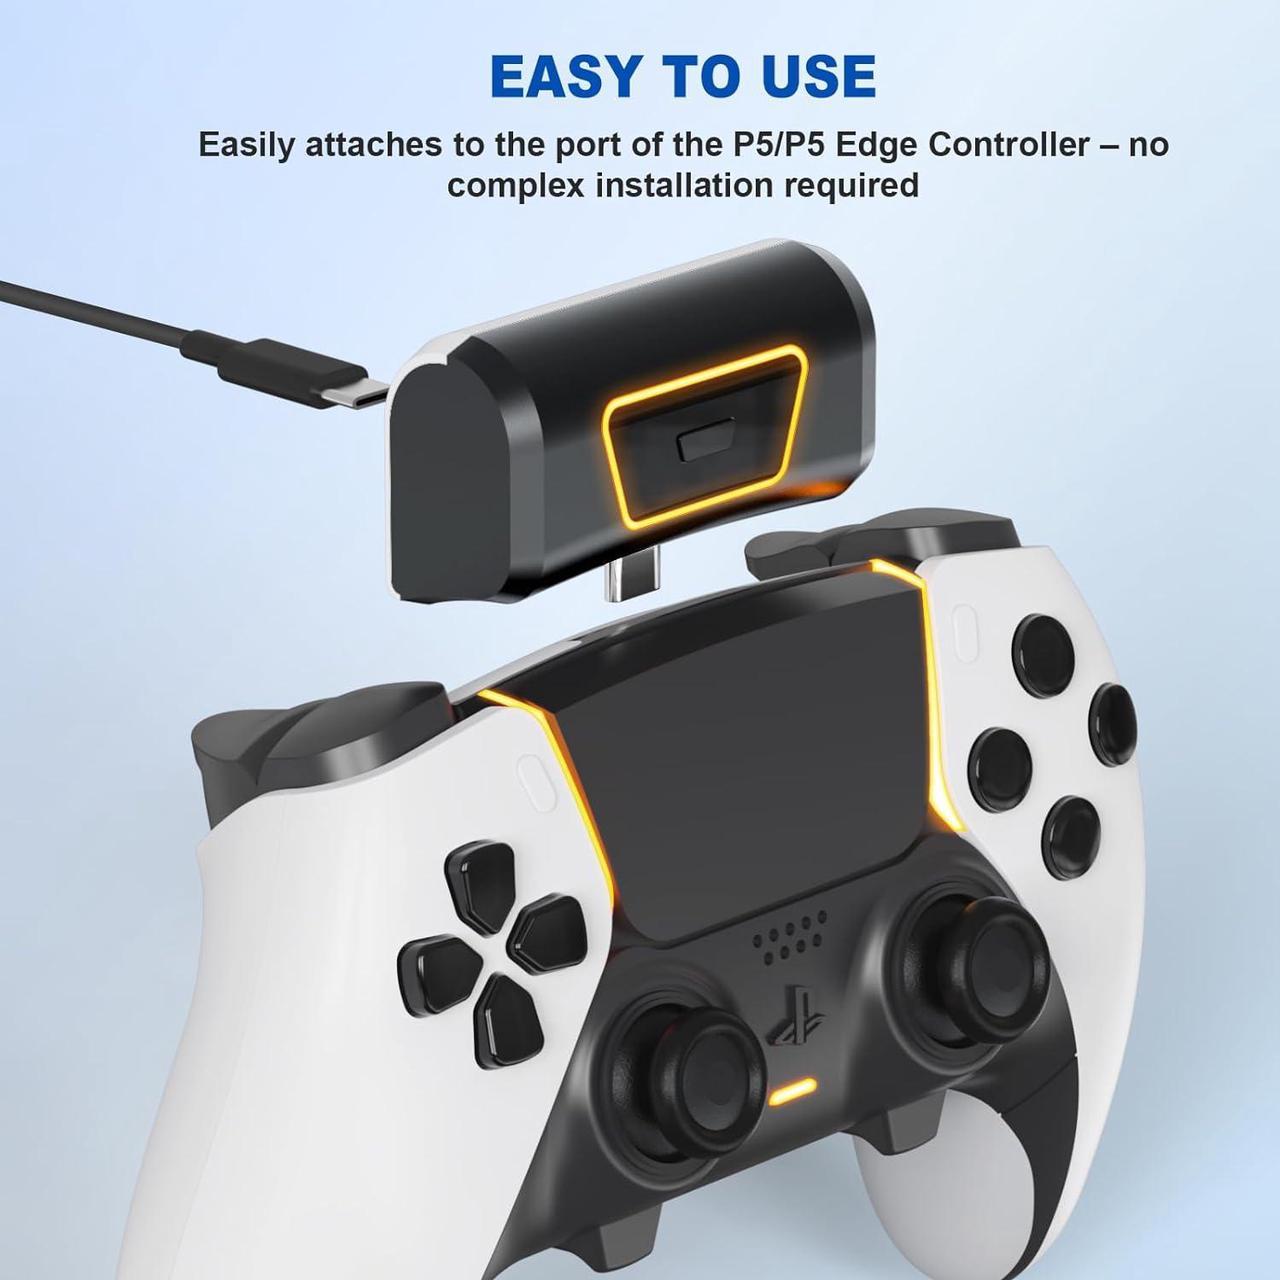 EASY TO USE
Easily attaches to the port of the P5/P5 Edge Controller – no
complex installation required